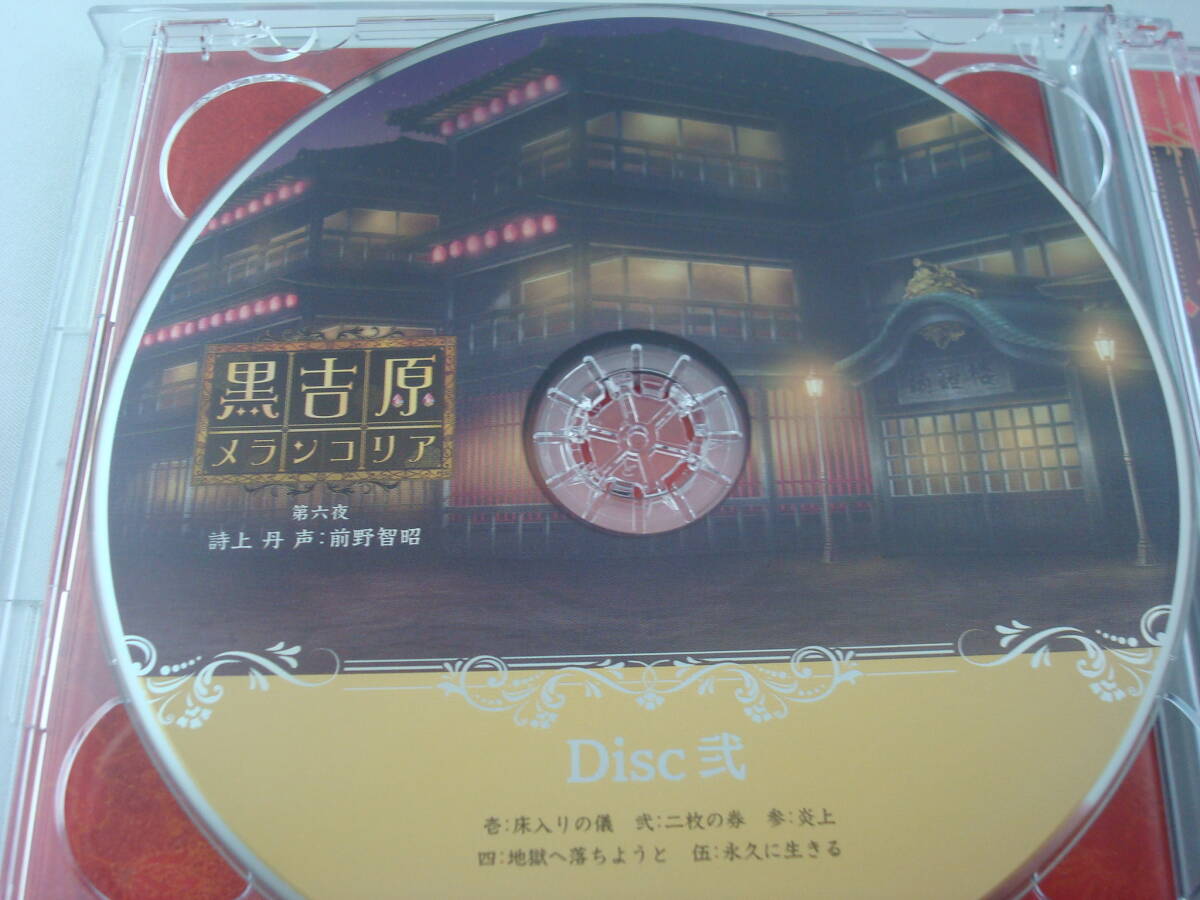 黒吉原
メランコリア
第六夜
詩上 丹 声：前野智昭
Disc 弐
壱：床入りの儀 弐：二枚の券 参：炎上
四：地獄へ落ちようと 伍：永久に生きる